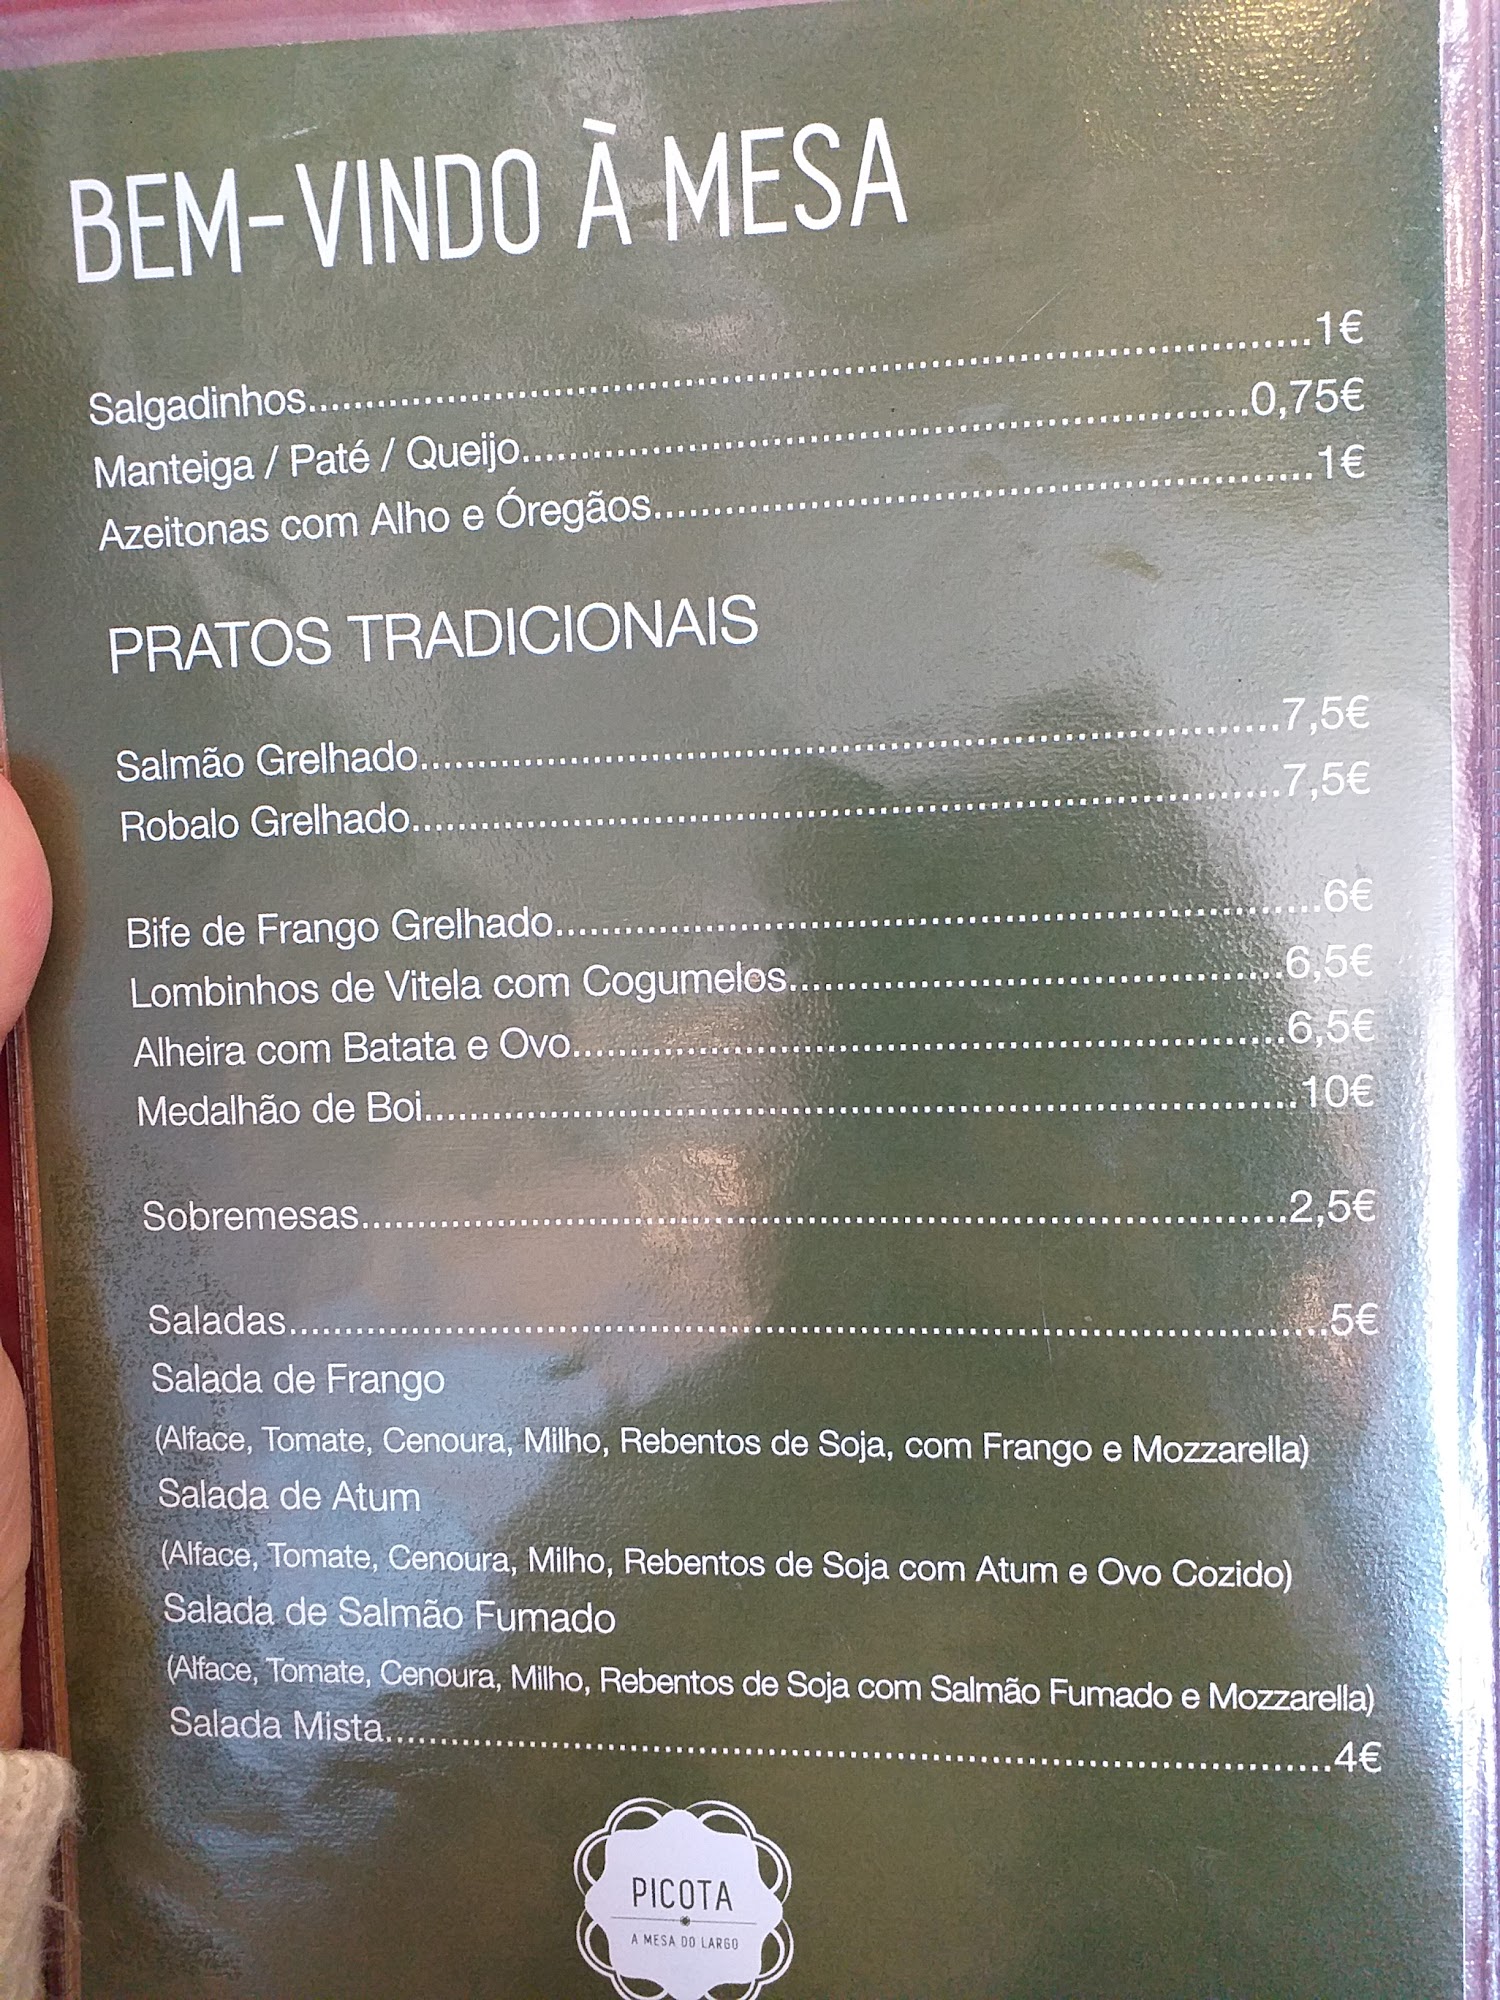 BEM-VINDO À MESA
Salgadinhos..........1€
Manteiga / Paté / Queijo..........0,75€
Azeitonas com Alho e Óregãos..........1€
PRATOS TRADICIONAIS
Salmão Grelhado..........7,5€
Robalo Grelhado..........7,5€
Bife de Frango Grelhado..........6€
Lombinhos de Vitela com Cogumelos..........6,5€
Alheira com Batata e Ovo..........6,5€
Medalhão de Boi..........10€
Sobremesas..........2,5€
Saladas..........5€
Salada de Frango
(Alface, Tomate, Cenoura, Milho, Rebentos de Soja, com Frango e Mozzarella)
Salada de Atum
(Alface, Tomate, Cenoura, Milho, Rebentos de Soja com Atum e Ovo Cozido)
Salada de Salmão Fumado
(Alface, Tomate, Cenoura, Milho, Rebentos de Soja com Salmão Fumado e Mozzarella)
Salada Mista..........4€
PICOTA
A MESA DO LARGO